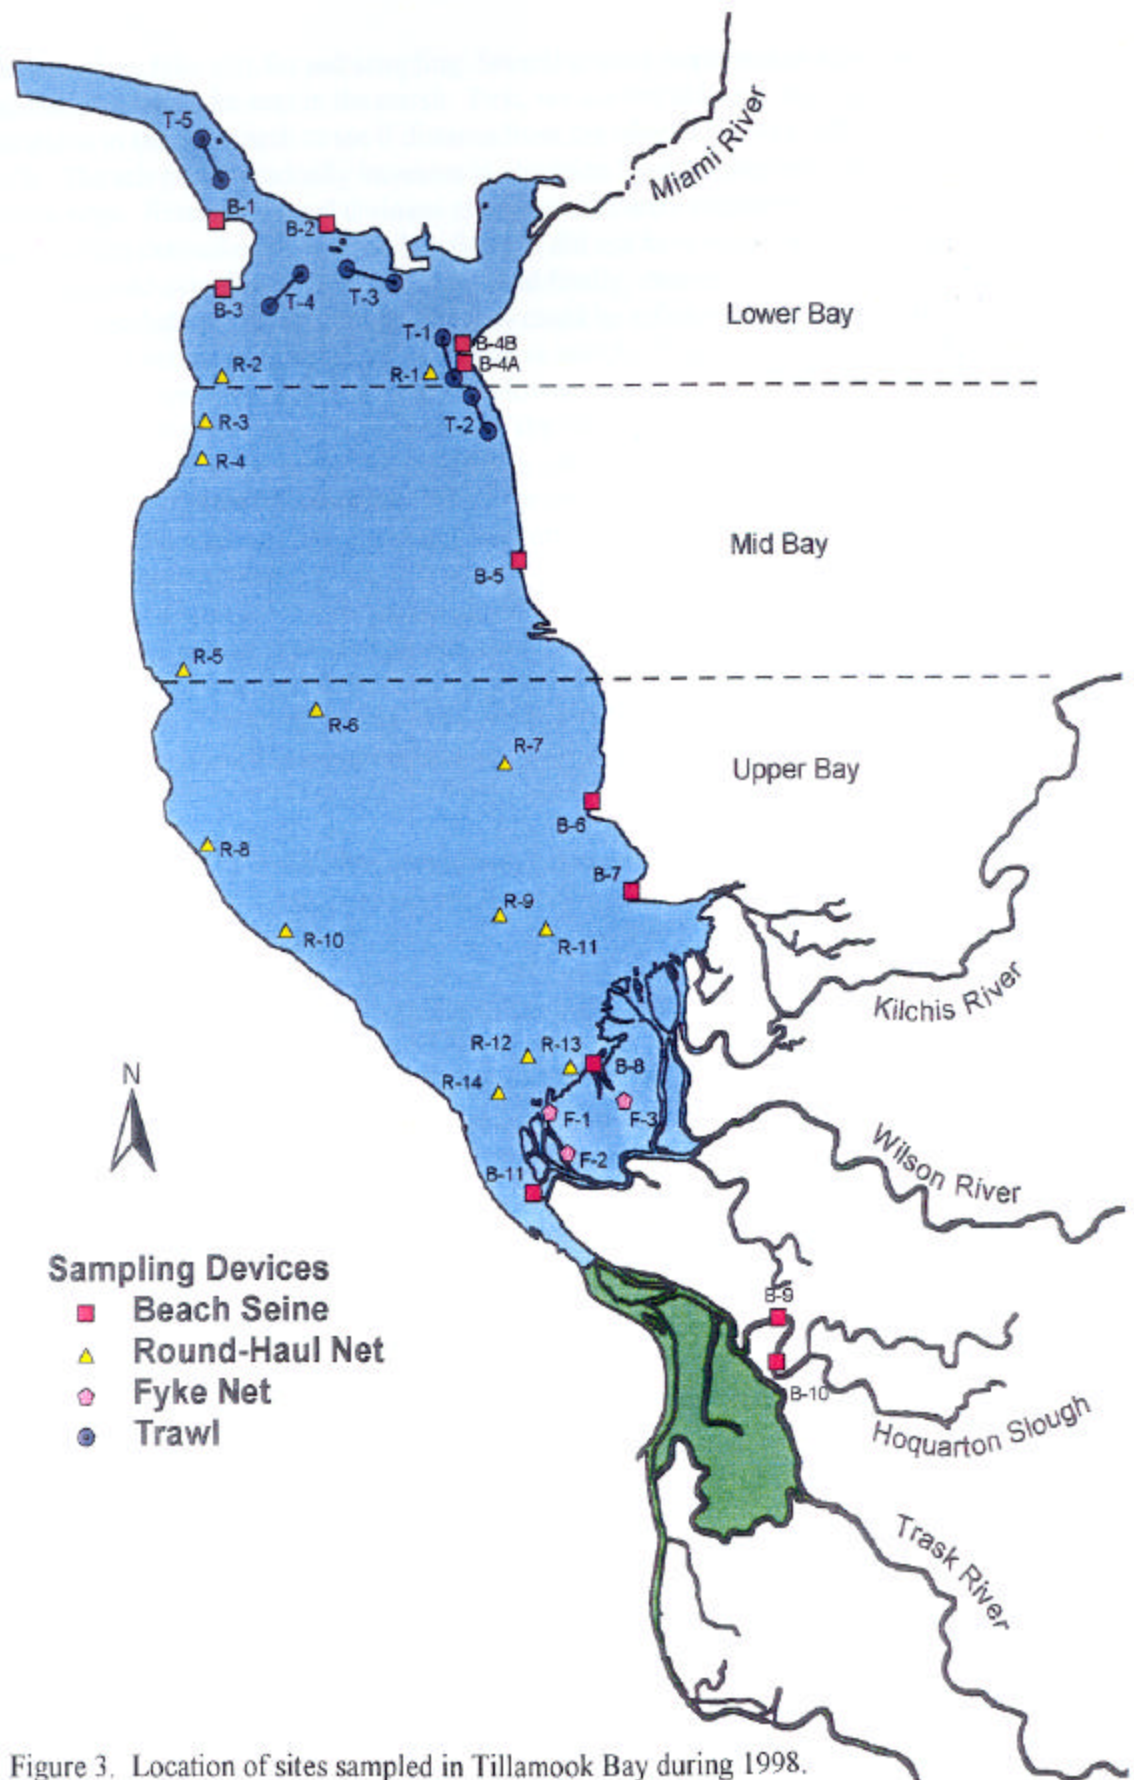 Miami River
T-5
B-1
B-2
B-3
T-4
T-3
Lower Bay
T-1
B-4B
B-4A
R-2
R-1
R-3
T-2
R-4
Mid Bay
B-5
R-5
R-6
R-7
Upper Bay
B-6
R-8
B-7
R-9
R-10
R-11
Kilchis River
R-12
R-13
B-8
R-14
F-1
F-3
N
F-2
B-11
Wilson River
Sampling Devices
Beach Seine
Round-Haul Net
Fyke Net
Trawl
B-9
B-10
Hoquarton Slough
Trask River
Figure 3. Location of sites sampled in Tillamook Bay during 1998.